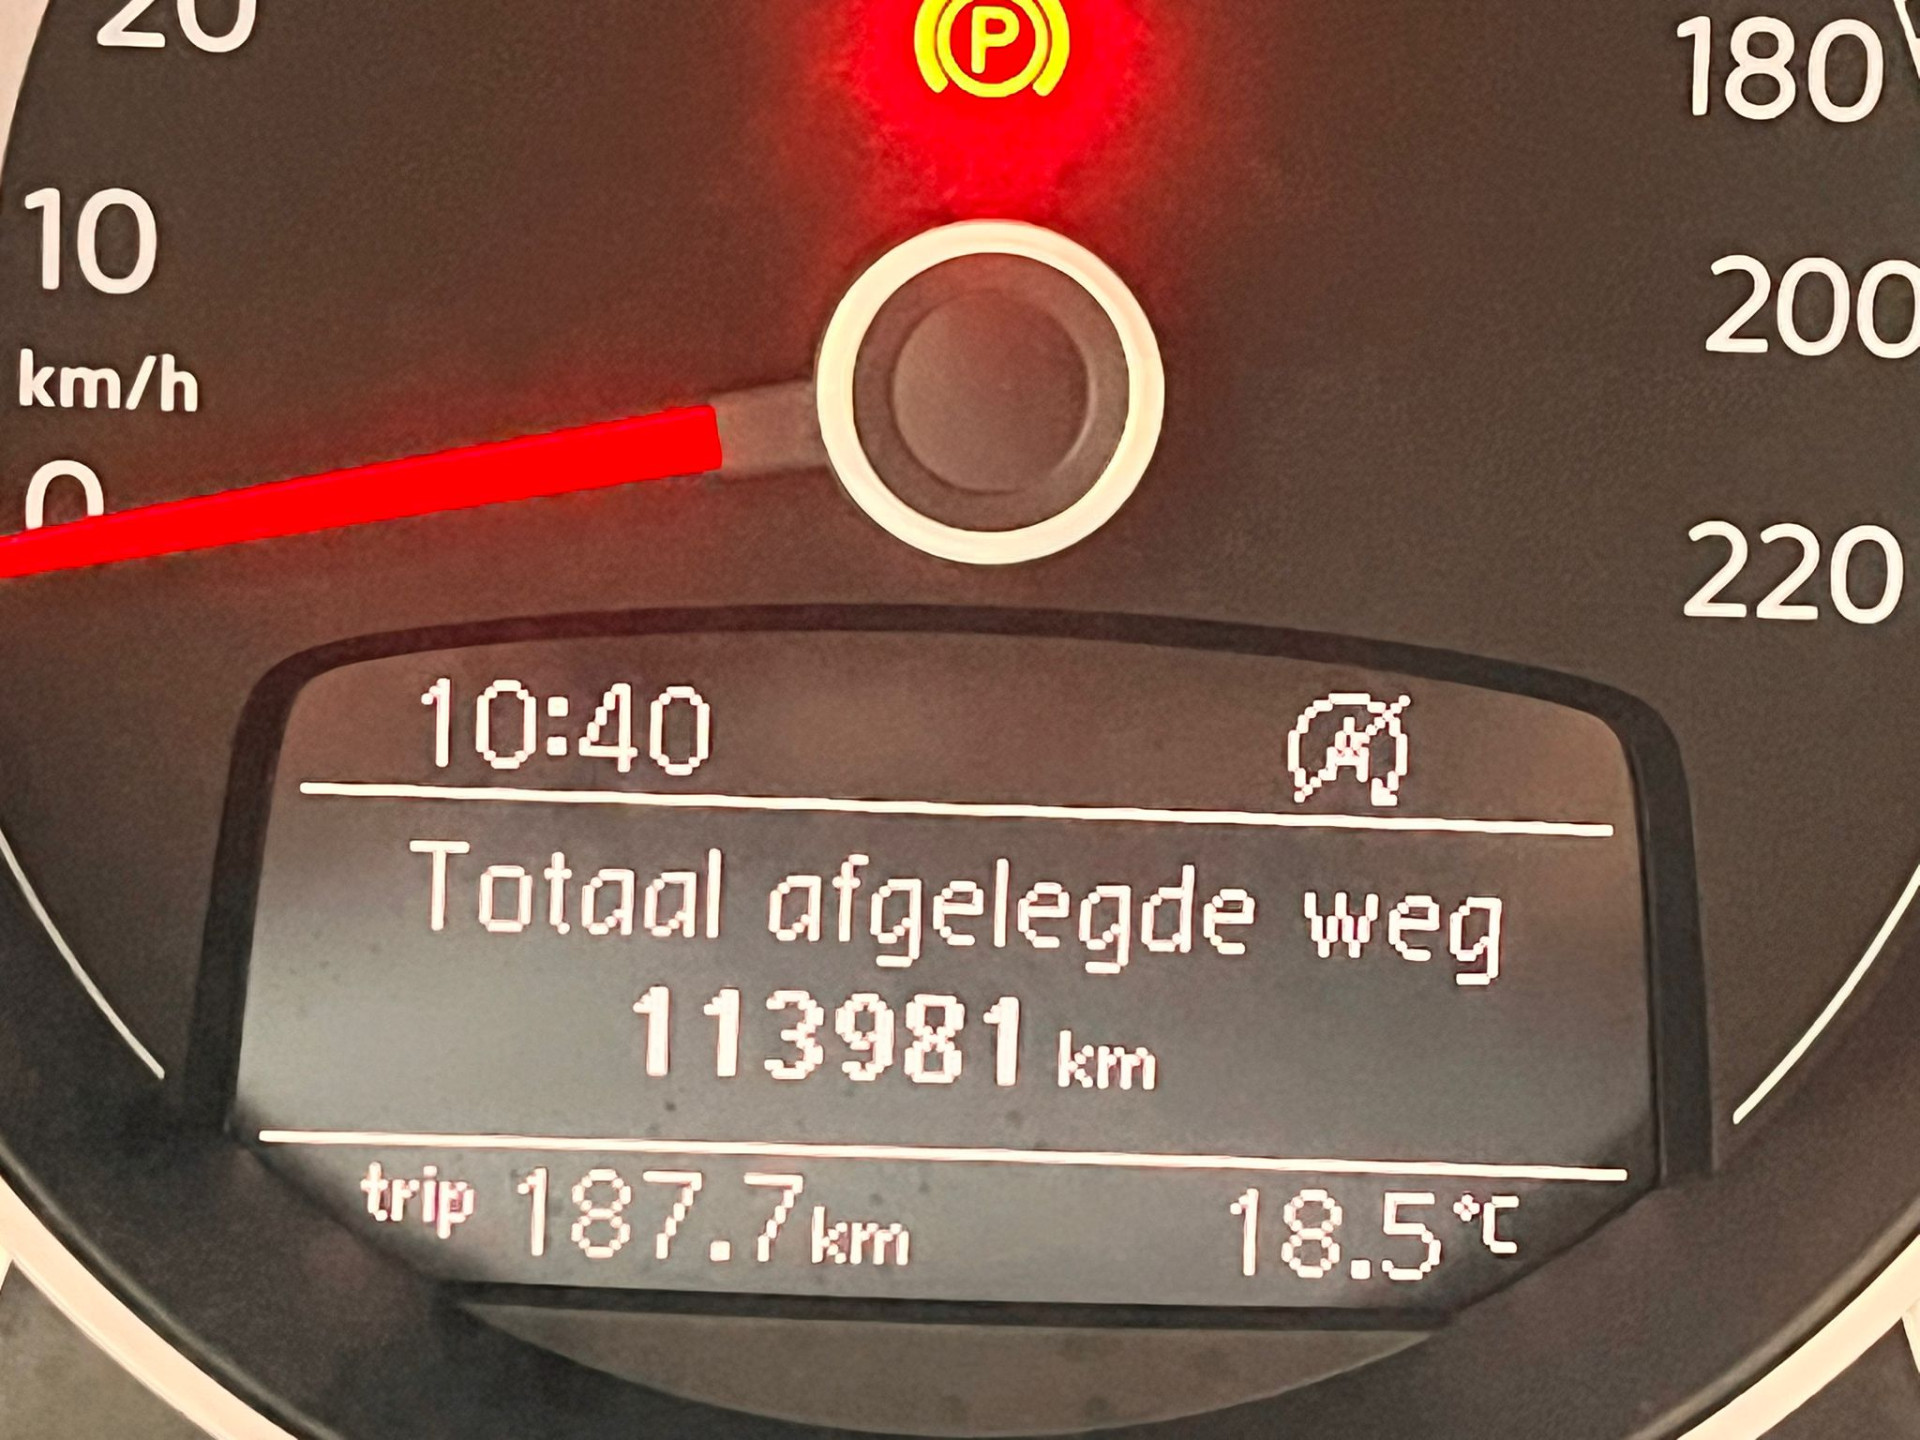 20
P
180
10
200
km/h
0
220
10:40
A
Totaal afgelegde weg
113981 km
trip 187.7 km 18.5 °C